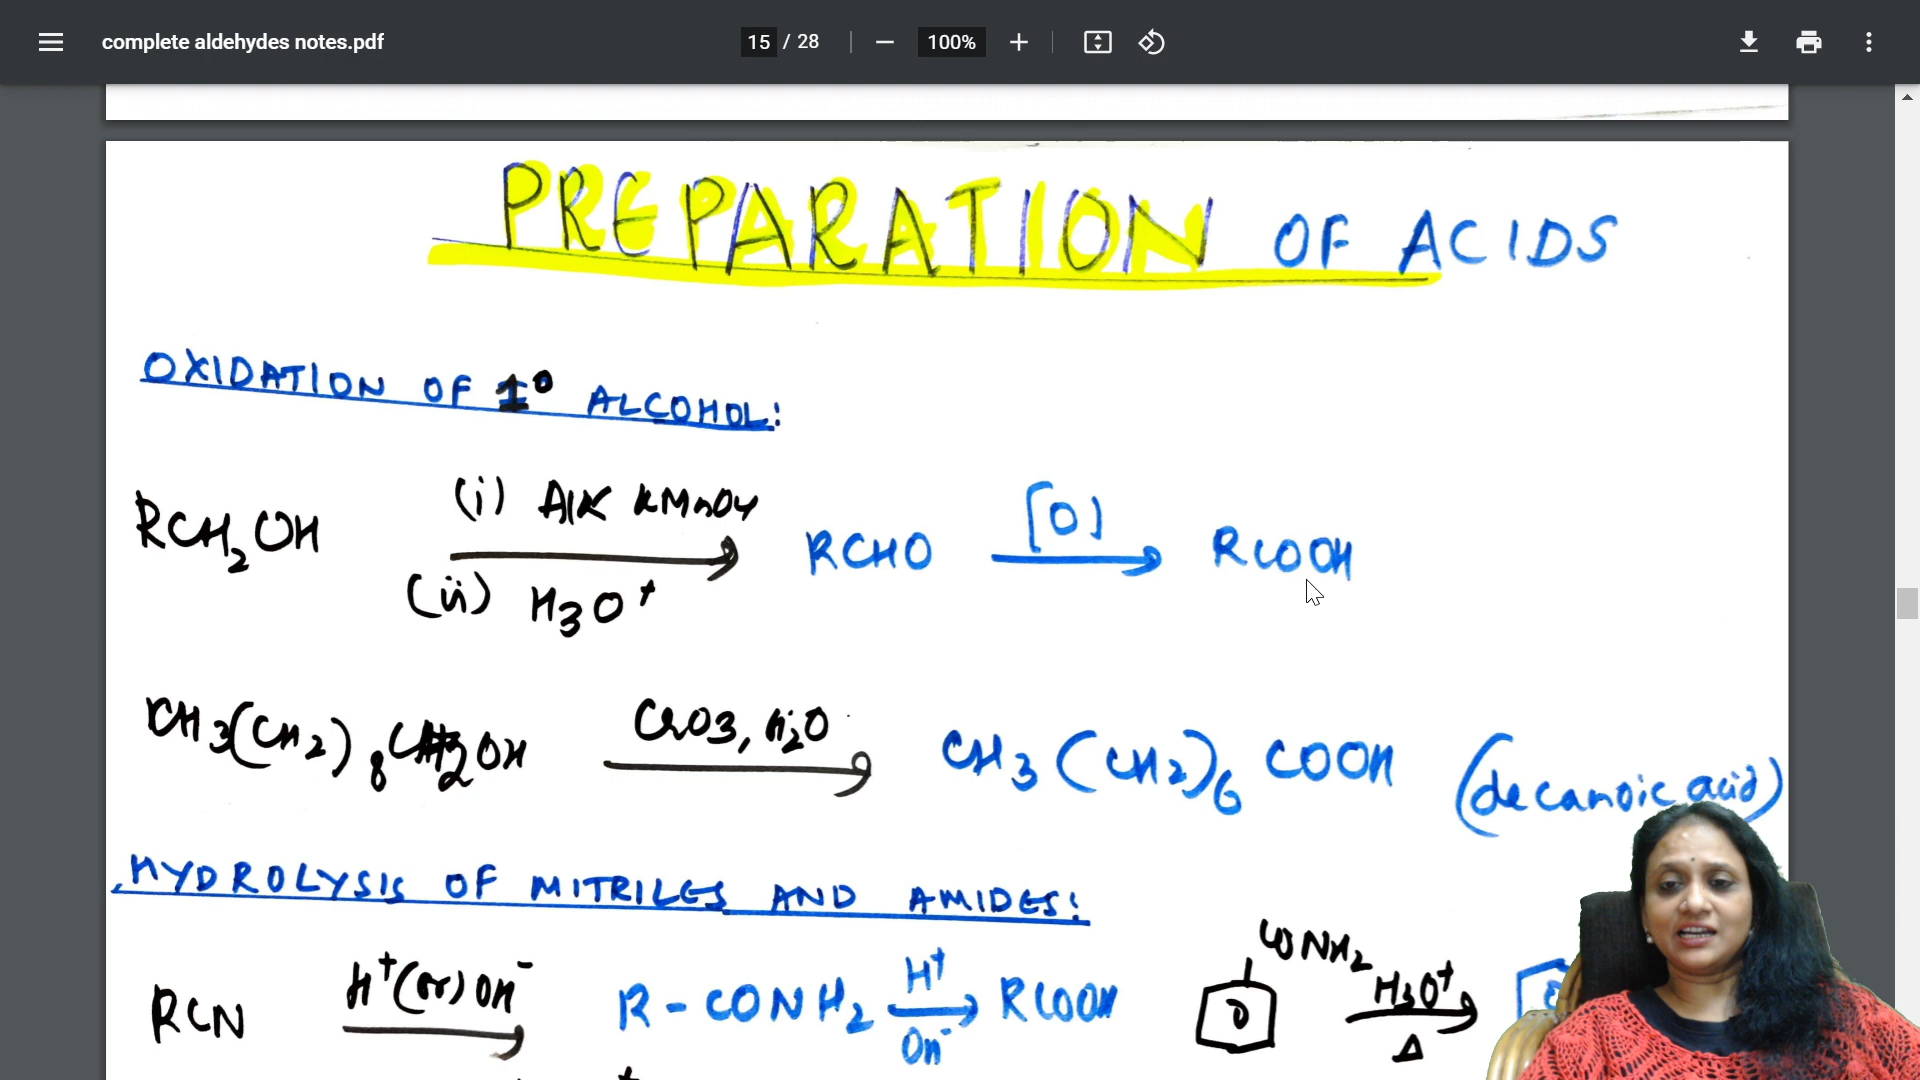 complete aldehydes notes.pdf
15 / 28
100%
PREPARATION OF ACIDS
OXIDATION OF 1° ALCOHOL:
RCH₂OH (i) Alk KMnO4 (ii) H3O⁺ → RCHO [O] → RCOOH
CH3(CH2)8CH2OH CrO3, H2O → CH3(CH2)6COOH (decanoic acid)
HYDROLYSIS OF NITRILES AND AMIDES:
RCN H⁺(or) OH⁻ → R-CONH2 H⁺ → OH⁻ RCOOH CONH2 H3O⁺ → Δ